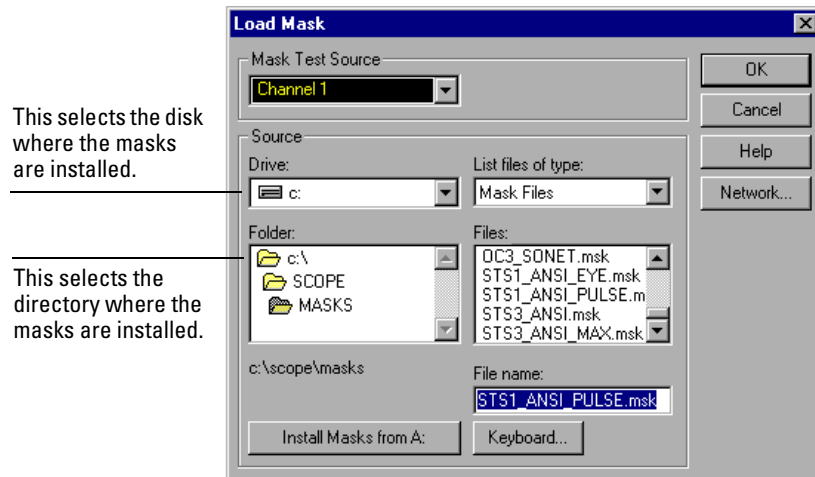 Load Mask
Mask Test Source
Channel 1
OK
Cancel
Help
Network...
This selects the disk
where the masks
are installed.
Source
Drive:
c:
List files of type:
Mask Files
This selects the
directory where the
masks are installed.
Folder:
c:\
SCOPE
MASKS
Files:
OC3_SONET.msk
STS1_ANSI_EYE.msk
STS1_ANSI_PULSE.m
STS3_ANSI.msk
STS3_ANSI_MAX.msk
c:\scope\masks
File name:
STS1_ANSI_PULSE.msk
Install Masks from A:
Keyboard...